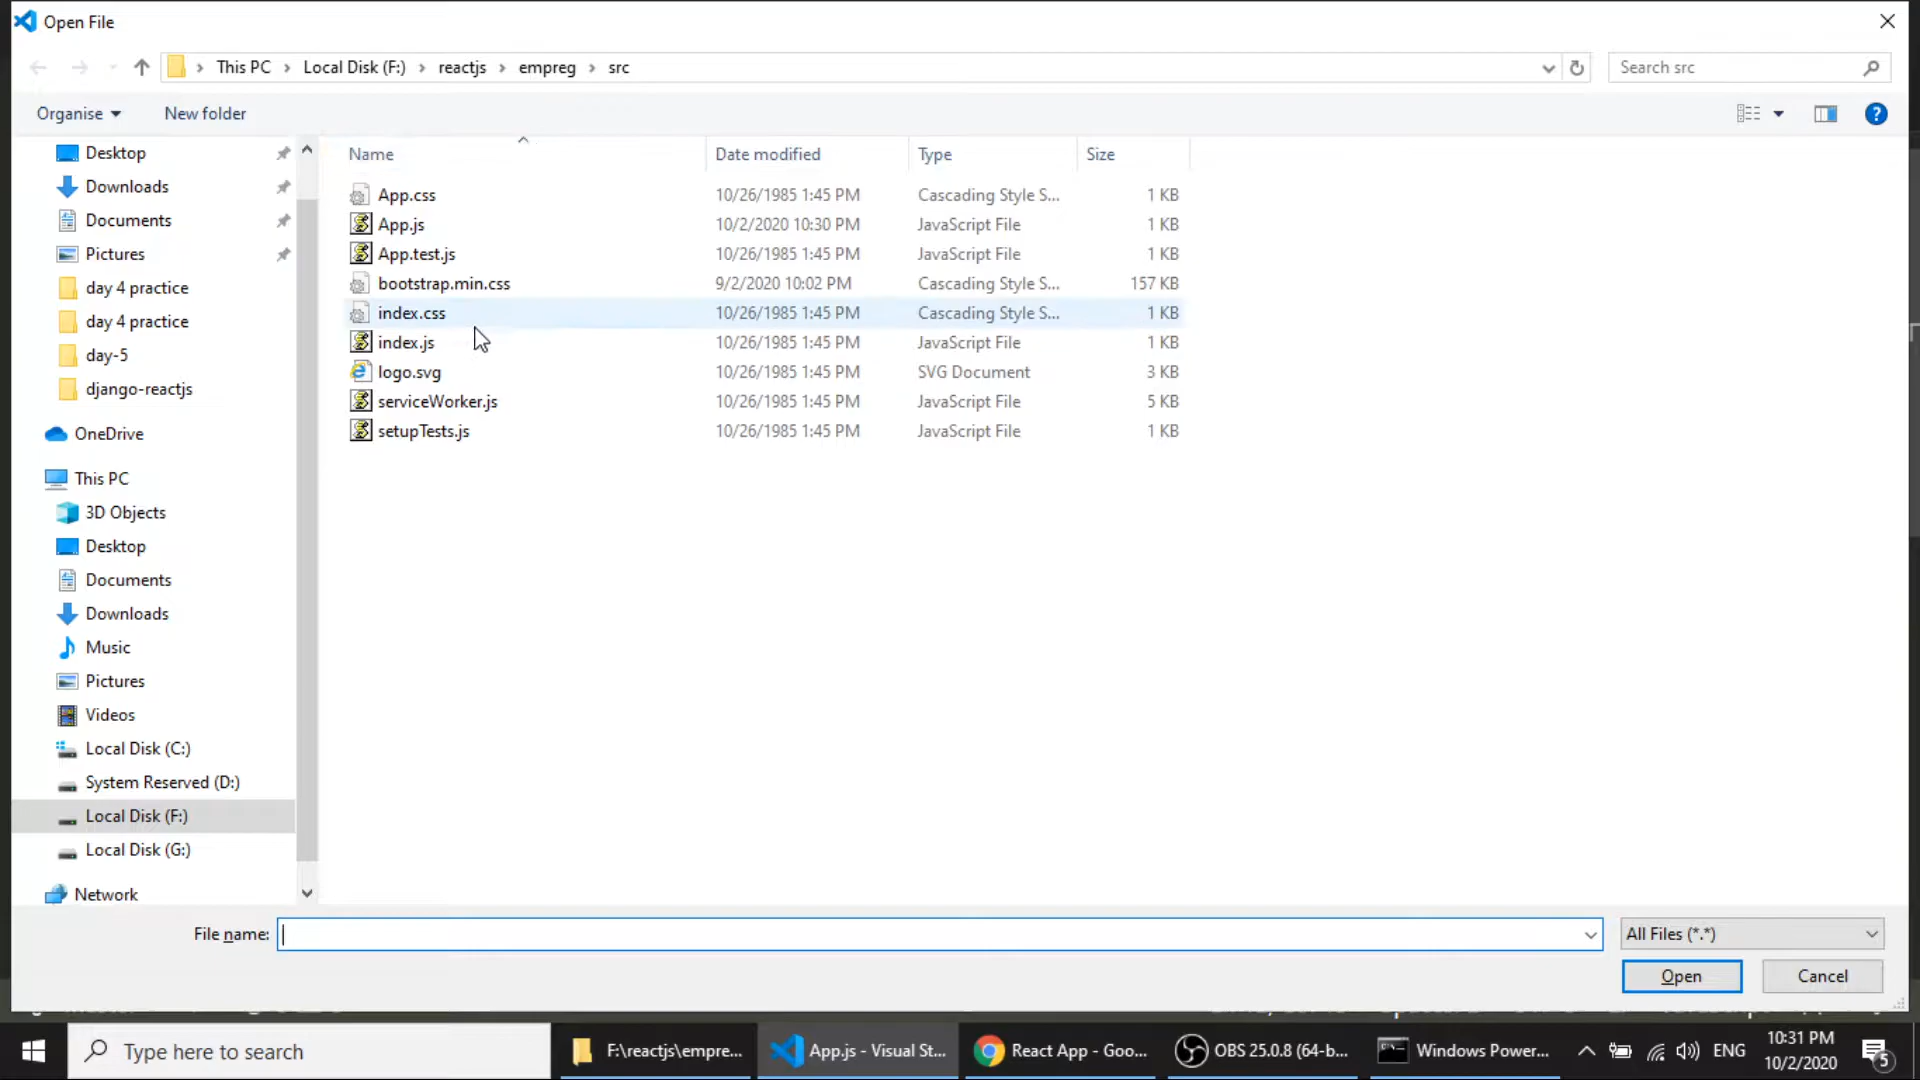 Open File
This PC > Local Disk (F:) > reactjs > empreg > src
Search src
Organise
New folder
Desktop
Downloads
Documents
Pictures
day 4 practice
day 4 practice
day-5
django-reactjs
OneDrive
This PC
3D Objects
Desktop
Documents
Downloads
Music
Pictures
Videos
Local Disk (C:)
System Reserved (D:)
Local Disk (F:)
Local Disk (G:)
Network
Name Date modified Type Size
App.css 10/26/1985 1:45 PM Cascading Style S... 1 KB
App.js 10/2/2020 10:30 PM JavaScript File 1 KB
App.test.js 10/26/1985 1:45 PM JavaScript File 1 KB
bootstrap.min.css 9/2/2020 10:02 PM Cascading Style S... 157 KB
index.css 10/26/1985 1:45 PM Cascading Style S... 1 KB
index.js 10/26/1985 1:45 PM JavaScript File 1 KB
logo.svg 10/26/1985 1:45 PM SVG Document 3 KB
serviceWorker.js 10/26/1985 1:45 PM JavaScript File 5 KB
setupTests.js 10/26/1985 1:45 PM JavaScript File 1 KB
File name:
All Files (*.*)
Open
Cancel
Type here to search
F:\reactjs\empre...
App.js - Visual St...
React App - Goo...
OBS 25.0.8 (64-b...
Windows Power...
ENG
10:31 PM
10/2/2020
5